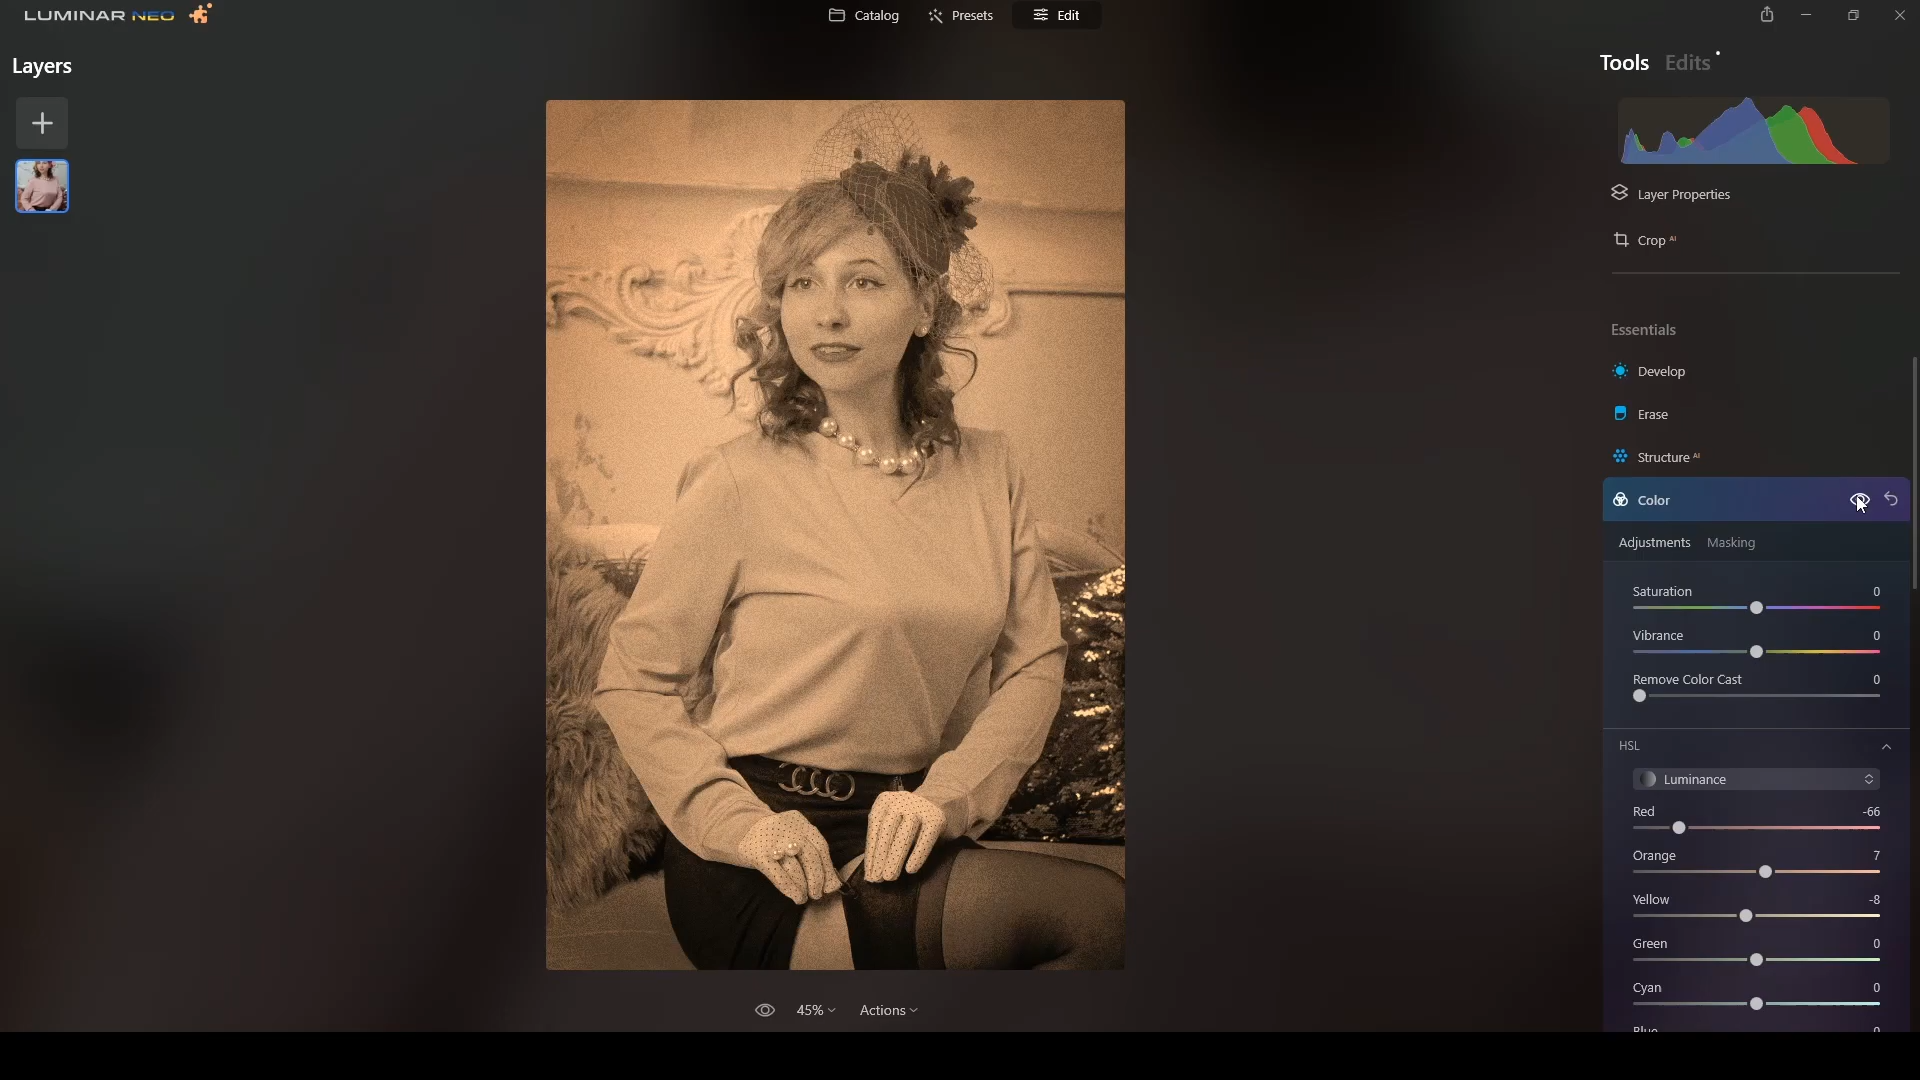 LUMINAR NEO
Catalog
Presets
Edit
Layers
Tools Edits
Layer Properties
Crop AI
Essentials
Develop
Erase
Structure AI
Color
Adjustments Masking
Saturation 0
Vibrance 0
Remove Color Cast 0
HSL
Luminance
Red -66
Orange 7
Yellow -8
Green 0
Cyan 0
Blue 0
45%
Actions